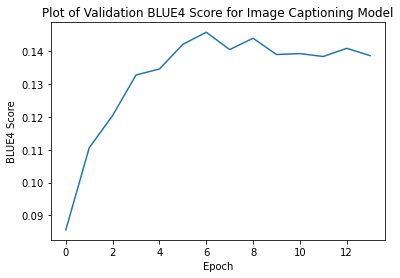 Plot of Validation BLUE4 Score for Image Captioning Model
0.14
0.13
0.12
0.11
0.10
0.09
BLUE4 Score
0 2 4 6 8 10 12
Epoch